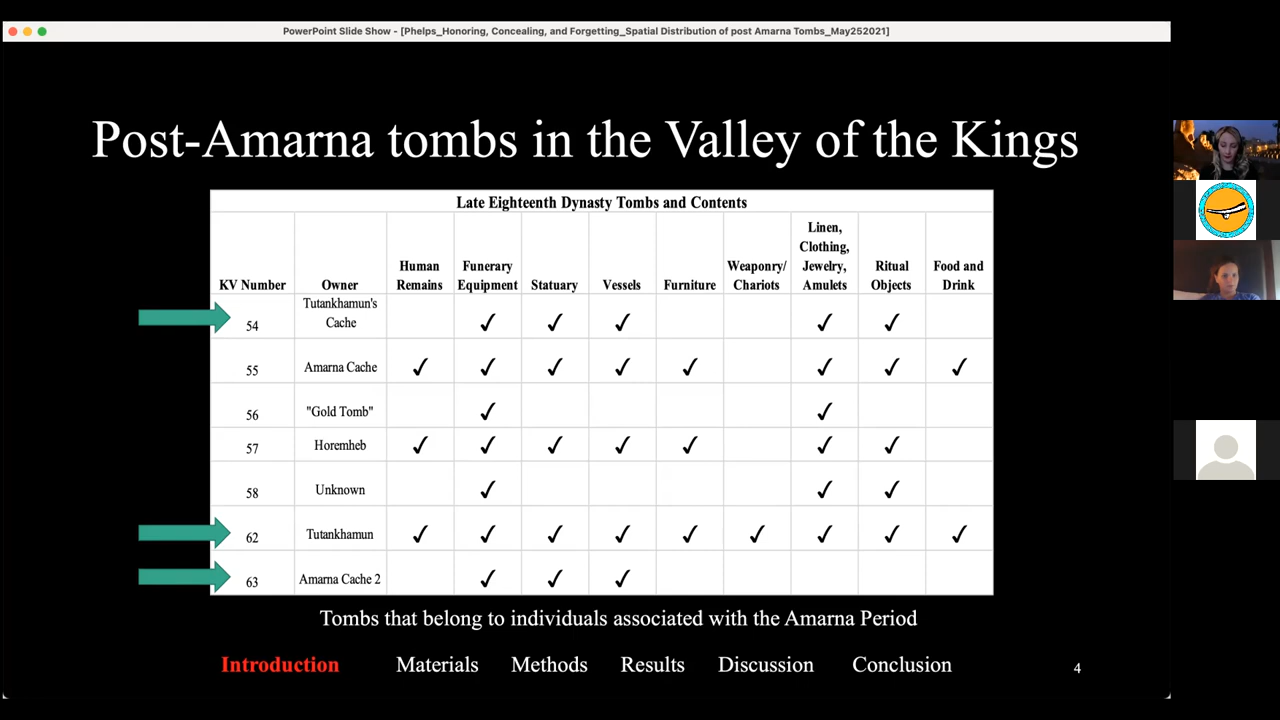 PowerPoint Slide Show - [Phelps_Honoring, Concealing, and Forgetting_Spatial Distribution of post Amarna Tombs_May252021]
Post-Amarna tombs in the Valley of the Kings
Late Eighteenth Dynasty Tombs and Contents
KV Number Owner Human Remains Funerary Equipment Statuary Vessels Furniture Weaponry/ Chariots Linen, Clothing, Jewelry, Amulets Ritual Objects Food and Drink
54 Tutankhamun's Cache ✓ ✓ ✓ ✓ ✓
55 Amarna Cache ✓ ✓ ✓ ✓ ✓ ✓ ✓ ✓
56 "Gold Tomb" ✓ ✓
57 Horemheb ✓ ✓ ✓ ✓ ✓ ✓ ✓
58 Unknown ✓ ✓ ✓
62 Tutankhamun ✓ ✓ ✓ ✓ ✓ ✓ ✓ ✓ ✓
63 Amarna Cache 2 ✓ ✓ ✓
Tombs that belong to individuals associated with the Amarna Period
Introduction Materials Methods Results Discussion Conclusion 4